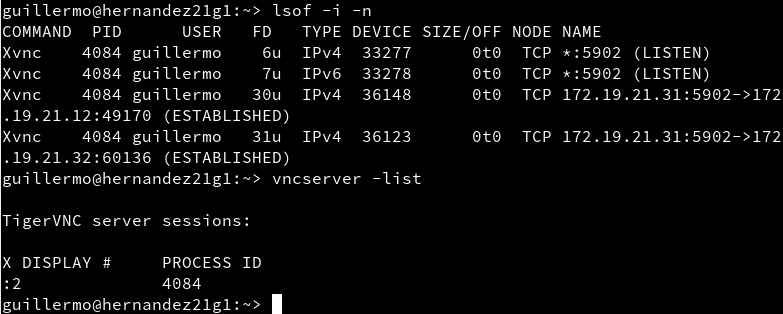 guillermo@hernandez21g1:~> lsof -i -n
COMMAND  PID      USER   FD   TYPE DEVICE SIZE/OFF NODE NAME
Xvnc    4084 guillermo    6u  IPv4  33277      0t0  TCP *:5902 (LISTEN)
Xvnc    4084 guillermo    7u  IPv6  33278      0t0  TCP *:5902 (LISTEN)
Xvnc    4084 guillermo   30u  IPv4  36148      0t0  TCP 172.19.21.31:5902->172
.19.21.12:49170 (ESTABLISHED)
Xvnc    4084 guillermo   31u  IPv4  36123      0t0  TCP 172.19.21.31:5902->172
.19.21.32:60136 (ESTABLISHED)
guillermo@hernandez21g1:~> vncserver -list
TigerVNC server sessions:
X DISPLAY #     PROCESS ID
:2              4084
guillermo@hernandez21g1:~>